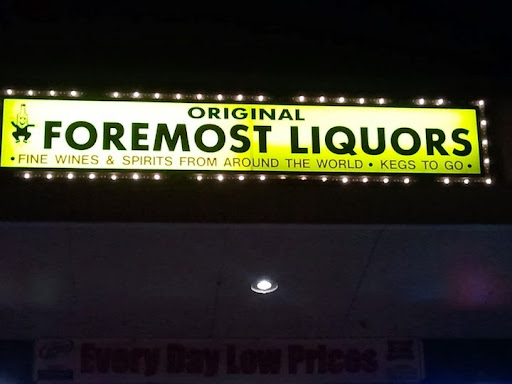 ORIGINAL
FOREMOST LIQUORS
• FINE WINES & SPIRITS FROM AROUND THE WORLD • KEGS TO GO •
Every Day Low Prices